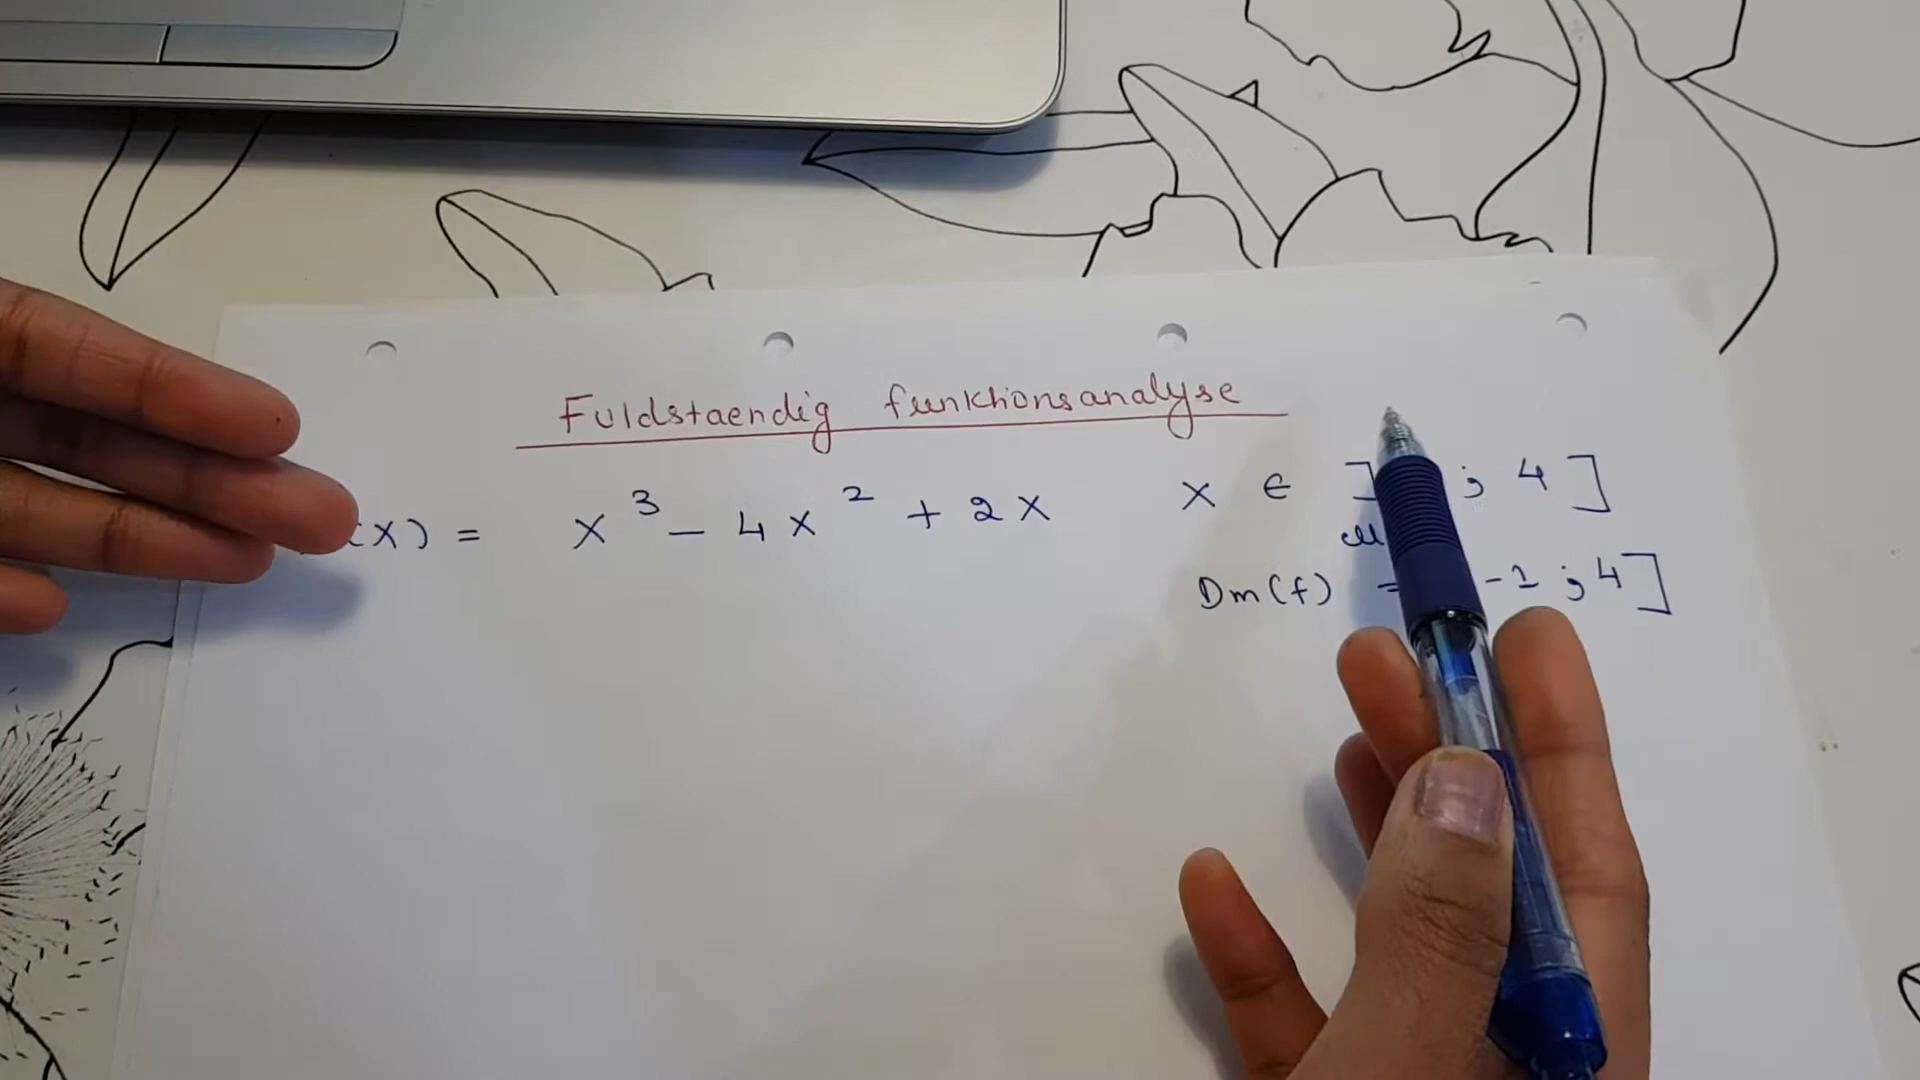 Fuldstaendig funktionsanalyse
(x) = x³ - 4x² + 2x x ∈ ] ; 4]
Dm(f) = -1 ; 4]